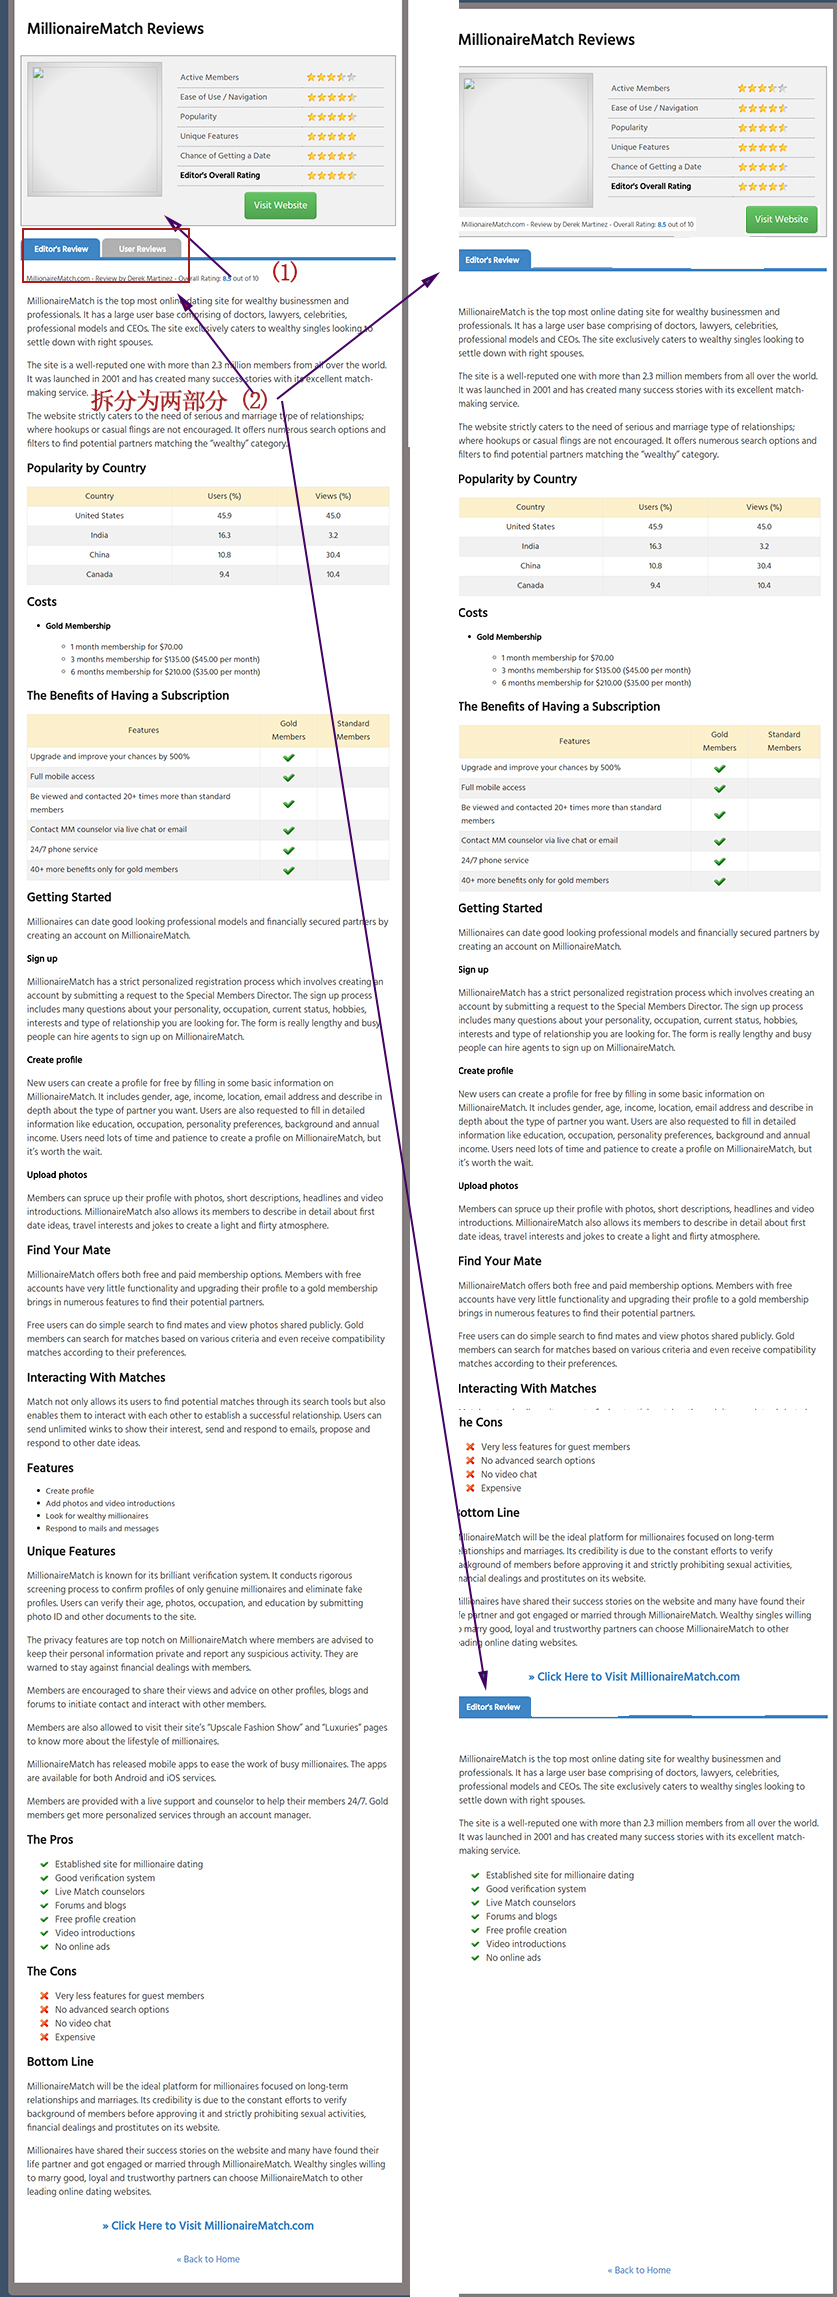 MillionaireMatch Reviews
Active Members
Ease of Use / Navigation
Popularity
Unique Features
Chance of Getting a Date
Editor's Overall Rating
Visit Website
Editor's Review
User Reviews
MillionaireMatch.com - Review by Derek Martinez - Overall Rating: 8.5 out of 10
(1)
MillionaireMatch is the top most online dating site for wealthy businessmen and
professionals. It has a large user base comprising of doctors, lawyers, celebrities,
professional models and CEOs. The site exclusively caters to wealthy singles looking to
settle down with right spouses.
The site is a well-reputed one with more than 2.3 million members from all over the world.
It was launched in 2001 and has created many success stories with its excellent match-
making service.
拆分为两部分 (2)
The website strictly caters to the need of serious and marriage type of relationships;
where hookups or casual flings are not encouraged. It offers numerous search options and
filters to find potential partners matching the “wealthy” category.
Popularity by Country
Country Users (%) Views (%)
United States 45.9 45.0
India 16.3 3.2
China 10.8 30.4
Canada 9.4 10.4
Costs
Gold Membership
1 month membership for $70.00
3 months membership for $135.00 ($45.00 per month)
6 months membership for $210.00 ($35.00 per month)
The Benefits of Having a Subscription
Features Gold Members Standard Members
Upgrade and improve your chances by 500%
Full mobile access
Be viewed and contacted 20+ times more than standard
members
Contact MM counselor via live chat or email
24/7 phone service
40+ more benefits only for gold members
Getting Started
Millionaires can date good looking professional models and financially secured partners by
creating an account on MillionaireMatch.
Sign up
MillionaireMatch has a strict personalized registration process which involves creating an
account by submitting a request to the Special Members Director. The sign up process
includes many questions about your personality, occupation, current status, hobbies,
interests and type of relationship you are looking for. The form is really lengthy and busy
people can hire agents to sign up on MillionaireMatch.
Create profile
New users can create a profile for free by filling in some basic information on
MillionaireMatch. It includes gender, age, income, location, email address and describe in
depth about the type of partner you want. Users are also requested to fill in detailed
information like education, occupation, personality preferences, background and annual
income. Users need lots of time and patience to create a profile on MillionaireMatch, but
it’s worth the wait.
Upload photos
Members can spruce up their profile with photos, short descriptions, headlines and video
introductions. MillionaireMatch also allows its members to describe in detail about first
date ideas, travel interests and jokes to create a light and flirty atmosphere.
Find Your Mate
MillionaireMatch offers both free and paid membership options. Members with free
accounts have very little functionality and upgrading their profile to a gold membership
brings in numerous features to find their potential partners.
Free users can do simple search to find mates and view photos shared publicly. Gold
members can search for matches based on various criteria and even receive compatibility
matches according to their preferences.
Interacting With Matches
Match not only allows its users to find potential matches through its search tools but also
enables them to interact with each other to establish a successful relationship. Users can
send unlimited winks to show their interest, send and respond to emails, propose and
respond to other date ideas.
Features
Create profile
Add photos and video introductions
Look for wealthy millionaires
Respond to mails and messages
Unique Features
MillionaireMatch is known for its brilliant verification system. It conducts rigorous
screening process to confirm profiles of only genuine millionaires and eliminate fake
profiles. Users can verify their age, photos, occupation, and education by submitting
photo ID and other documents to the site.
The privacy features are top notch on MillionaireMatch where members are advised to
keep their personal information private and report any suspicious activity. They are
warned to stay against financial dealings with members.
Members are encouraged to share their views and advice on other profiles, blogs and
forums to initiate contact and interact with other members.
Members are also allowed to visit their site’s “Upscale Fashion Show” and “Luxuries” pages
to know more about the lifestyle of millionaires.
MillionaireMatch has released mobile apps to ease the work of busy millionaires. The apps
are available for both Android and iOS services.
Members are provided with a live support and counselor to help their members 24/7. Gold
members get more personalized services through an account manager.
The Pros
Established site for millionaire dating
Good verification system
Live Match counselors
Forums and blogs
Free profile creation
Video introductions
No online ads
The Cons
Very less features for guest members
No advanced search options
No video chat
Expensive
Bottom Line
MillionaireMatch will be the ideal platform for millionaires focused on long-term
relationships and marriages. Its credibility is due to the constant efforts to verify
background of members before approving it and strictly prohibiting sexual activities,
financial dealings and prostitutes on its website.
Millionaires have shared their success stories on the website and many have found their
life partner and got engaged or married through MillionaireMatch. Wealthy singles willing
to marry good, loyal and trustworthy partners can choose MillionaireMatch to other
leading online dating websites.
» Click Here to Visit MillionaireMatch.com
« Back to Home
MillionaireMatch Reviews
Active Members
Ease of Use / Navigation
Popularity
Unique Features
Chance of Getting a Date
Editor's Overall Rating
MillionaireMatch.com - Review by Derek Martinez - Overall Rating: 8.5 out of 10
Visit Website
Editor's Review
MillionaireMatch is the top most online dating site for wealthy businessmen and
professionals. It has a large user base comprising of doctors, lawyers, celebrities,
professional models and CEOs. The site exclusively caters to wealthy singles looking to
settle down with right spouses.
The site is a well-reputed one with more than 2.3 million members from all over the world.
It was launched in 2001 and has created many success stories with its excellent match-
making service.
The website strictly caters to the need of serious and marriage type of relationships;
where hookups or casual flings are not encouraged. It offers numerous search options and
filters to find potential partners matching the “wealthy” category.
Popularity by Country
Country Users (%) Views (%)
United States 45.9 45.0
India 16.3 3.2
China 10.8 30.4
Canada 9.4 10.4
Costs
Gold Membership
1 month membership for $70.00
3 months membership for $135.00 ($45.00 per month)
6 months membership for $210.00 ($35.00 per month)
The Benefits of Having a Subscription
Features Gold Members Standard Members
Upgrade and improve your chances by 500%
Full mobile access
Be viewed and contacted 20+ times more than standard
members
Contact MM counselor via live chat or email
24/7 phone service
40+ more benefits only for gold members
Getting Started
Millionaires can date good looking professional models and financially secured partners by
creating an account on MillionaireMatch.
Sign up
MillionaireMatch has a strict personalized registration process which involves creating an
account by submitting a request to the Special Members Director. The sign up process
includes many questions about your personality, occupation, current status, hobbies,
interests and type of relationship you are looking for. The form is really lengthy and busy
people can hire agents to sign up on MillionaireMatch.
Create profile
New users can create a profile for free by filling in some basic information on
MillionaireMatch. It includes gender, age, income, location, email address and describe in
depth about the type of partner you want. Users are also requested to fill in detailed
information like education, occupation, personality preferences, background and annual
income. Users need lots of time and patience to create a profile on MillionaireMatch, but
it’s worth the wait.
Upload photos
Members can spruce up their profile with photos, short descriptions, headlines and video
introductions. MillionaireMatch also allows its members to describe in detail about first
date ideas, travel interests and jokes to create a light and flirty atmosphere.
Find Your Mate
MillionaireMatch offers both free and paid membership options. Members with free
accounts have very little functionality and upgrading their profile to a gold membership
brings in numerous features to find their potential partners.
Free users can do simple search to find mates and view photos shared publicly. Gold
members can search for matches based on various criteria and even receive compatibility
matches according to their preferences.
Interacting With Matches
he Cons
Very less features for guest members
No advanced search options
No video chat
Expensive
ottom Line
illionaireMatch will be the ideal platform for millionaires focused on long-term
elationships and marriages. Its credibility is due to the constant efforts to verify
ackground of members before approving it and strictly prohibiting sexual activities,
nancial dealings and prostitutes on its website.
illionaires have shared their success stories on the website and many have found their
fe partner and got engaged or married through MillionaireMatch. Wealthy singles willing
o marry good, loyal and trustworthy partners can choose MillionaireMatch to other
eading online dating websites.
» Click Here to Visit MillionaireMatch.com
Editor's Review
MillionaireMatch is the top most online dating site for wealthy businessmen and
professionals. It has a large user base comprising of doctors, lawyers, celebrities,
professional models and CEOs. The site exclusively caters to wealthy singles looking to
settle down with right spouses.
The site is a well-reputed one with more than 2.3 million members from all over the world.
It was launched in 2001 and has created many success stories with its excellent match-
making service.
Established site for millionaire dating
Good verification system
Live Match counselors
Forums and blogs
Free profile creation
Video introductions
No online ads
« Back to Home